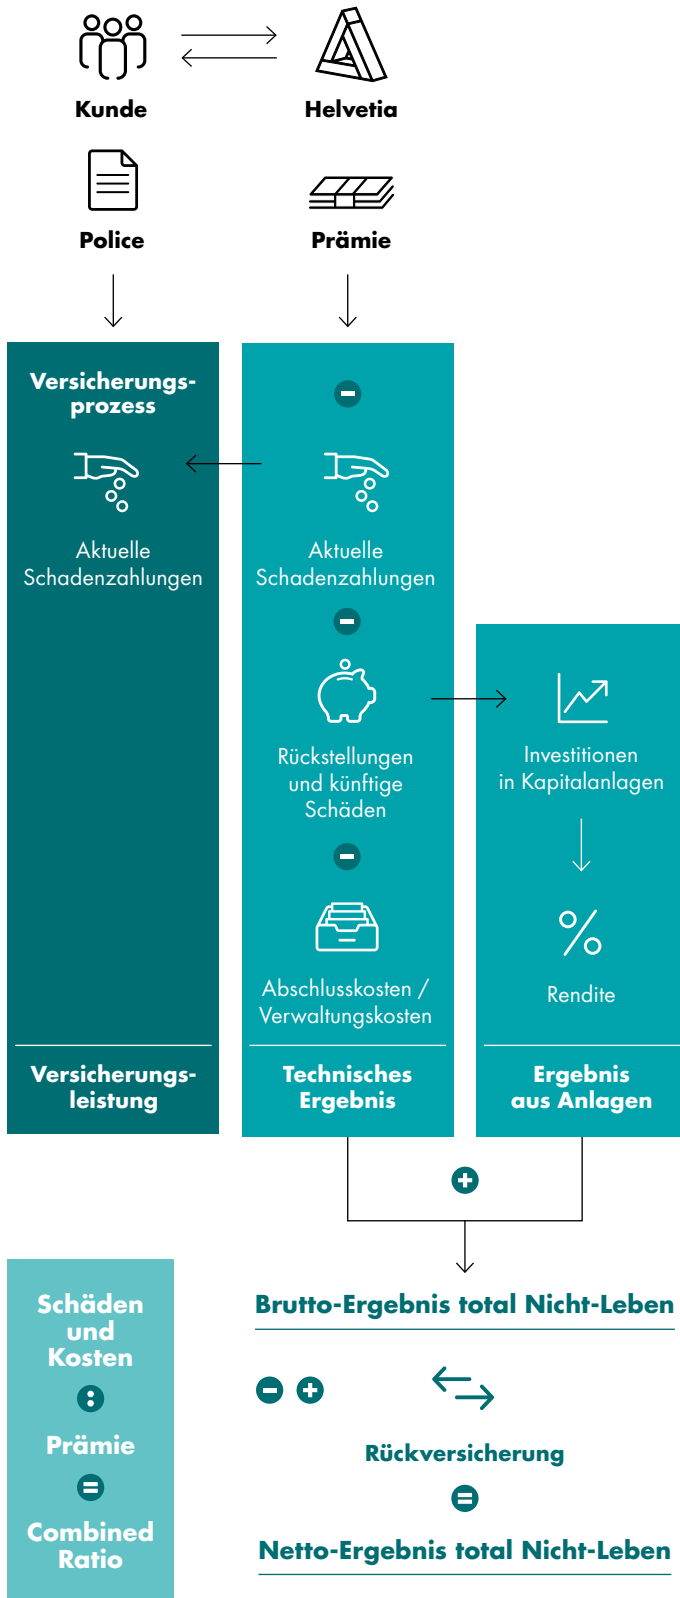 Kunde
Helvetia
Police
Prämie
Versicherungs-
prozess
Aktuelle
Schadenzahlungen
Versicherungs-
leistung
Aktuelle
Schadenzahlungen
Rückstellungen
und künftige
Schäden
Abschlusskosten /
Verwaltungskosten
Technisches
Ergebnis
Investitionen
in Kapitalanlagen
Rendite
Ergebnis
aus Anlagen
Schäden
und
Kosten
:
Prämie
=
Combined
Ratio
Brutto-Ergebnis total Nicht-Leben
Rückversicherung
=
Netto-Ergebnis total Nicht-Leben